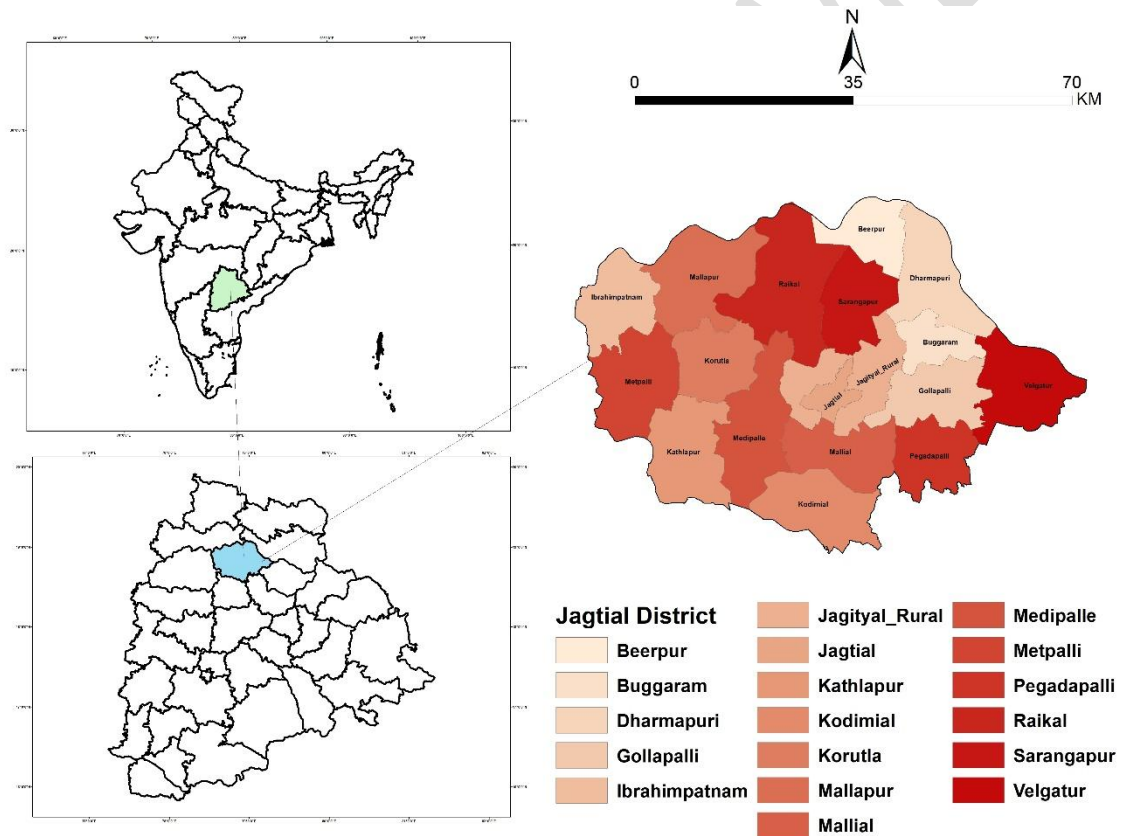 N
0 35 70
KM
Beerpur
Mallapur
Dharmapuri
Raikal
Ibrahimpatnam
Sarangapur
Buggaram
Korutla
Jagityal_Rural
Metpalli
Velgatur
Gollapalli
Jagtial
Medipalle
Kathlapur
Mallial
Pegadapalli
Kodimial
Jagtial District
Beerpur
Buggaram
Dharmapuri
Gollapalli
Ibrahimpatnam
Jagityal_Rural
Jagtial
Kathlapur
Kodimial
Korutla
Mallapur
Mallial
Medipalle
Metpalli
Pegadapalli
Raikal
Sarangapur
Velgatur